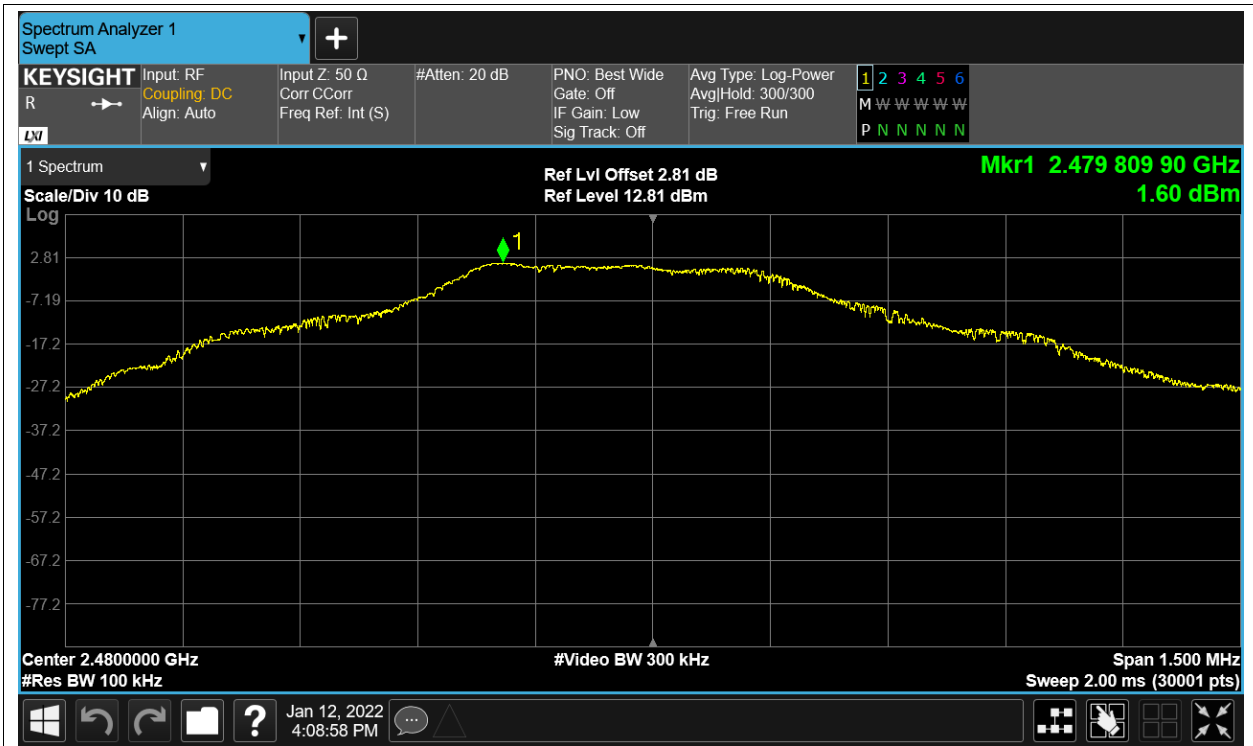 Spectrum Analyzer 1
Swept SA
KEYSIGHT
R
LXI
Input: RF
Coupling: DC
Align: Auto
Input Z: 50 Ω
Corr CCorr
Freq Ref: Int (S)
#Atten: 20 dB
PNO: Best Wide
Gate: Off
IF Gain: Low
Sig Track: Off
Avg Type: Log-Power
Avg|Hold: 300/300
Trig: Free Run
1 2 3 4 5 6
M W W W W W
P N N N N N
1 Spectrum
Scale/Div 10 dB
Ref Lvl Offset 2.81 dB
Ref Level 12.81 dBm
Mkr1 2.479 809 90 GHz
1.60 dBm
Log
1
2.81
-7.19
-17.2
-27.2
-37.2
-47.2
-57.2
-67.2
-77.2
Center 2.4800000 GHz
#Video BW 300 kHz
Span 1.500 MHz
#Res BW 100 kHz
Sweep 2.00 ms (30001 pts)
?
Jan 12, 2022
4:08:58 PM